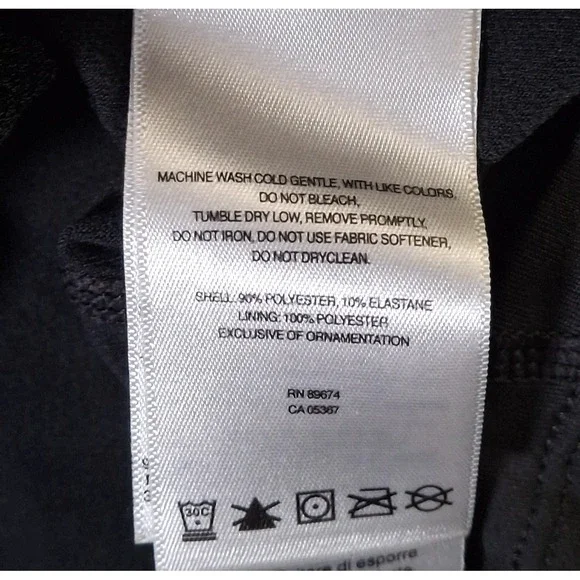 MACHINE WASH COLD GENTLE, WITH LIKE COLORS,
DO NOT BLEACH,
TUMBLE DRY LOW, REMOVE PROMPTLY,
DO NOT IRON, DO NOT USE FABRIC SOFTENER,
DO NOT DRYCLEAN.
SHELL: 90% POLYESTER, 10% ELASTANE
LINING: 100% POLYESTER
EXCLUSIVE OF ORNAMENTATION
RN 89674
CA 05367
30C
di esporre